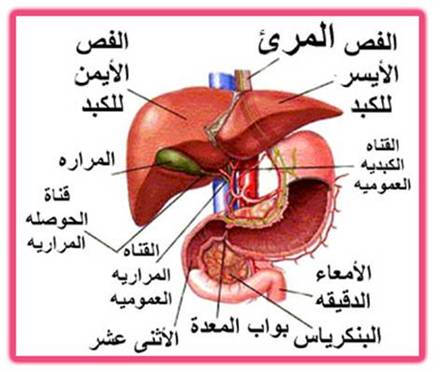 الفص
الأيسر
للكبد
المرئ
الفص
الأيمن
للكبد
القناه
الكبديه
العموميه
المراره
قناة
الحوصله
المراريه
القناه
المراريه
العموميه
الأمعاء
الدقيقه
البنكرياس
بواب المعدة
الأثنى عشر